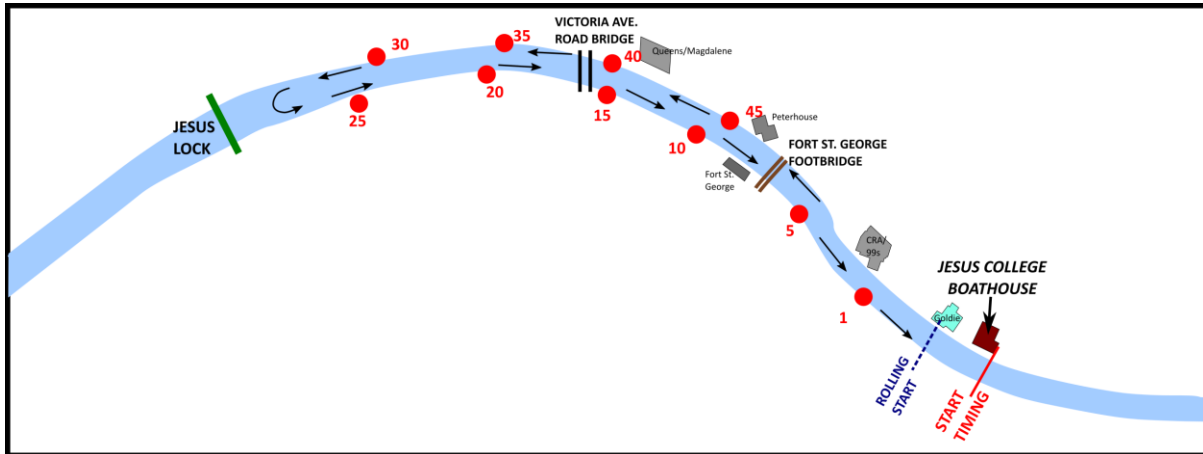 VICTORIA AVE.
ROAD BRIDGE
35
30
40
Queens/Magdalene
20
25
15
45
Peterhouse
JESUS
LOCK
10
FORT ST. GEORGE
FOOTBRIDGE
Fort St.
George
5
CRA/
99s
JESUS COLLEGE
BOATHOUSE
1
Goldie
ROLLING
START
START
TIMING